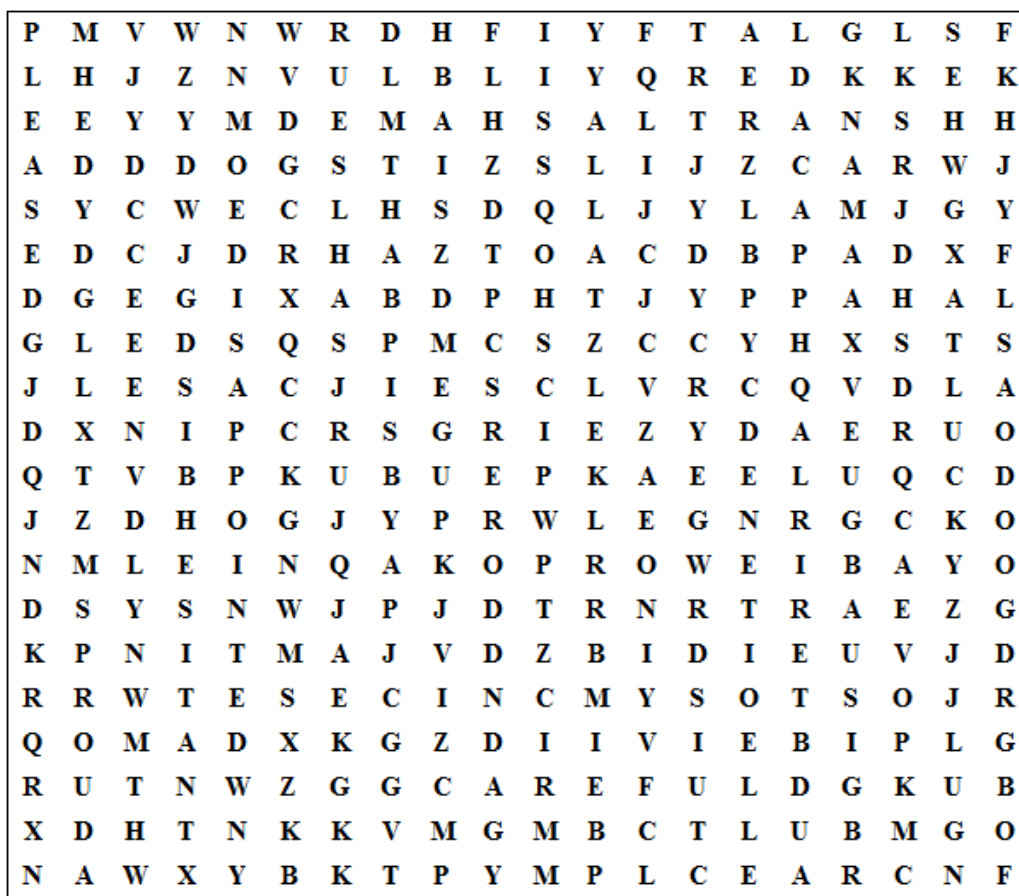 P M V W N W R D H F I Y F T A L G L S F
L H J Z N V U L B L I Y Q R E D K K E K
E E Y Y M D E M A H S A L T R A N S H H
A D D D O G S T I Z S L I J Z C A R W J
S Y C W E C L H S D Q L J Y L A M J G Y
E D C J D R H A Z T O A C D B P A D X F
D G E G I X A B D P H T J Y P P A H A L
G L E D S Q S P M C S Z C C Y H X S T S
J L E S A C J I E S C L V R C Q V D L A
D X N I P C R S G R I E Z Y D A E R U O
Q T V B P K U B U E P K A E E L U Q C D
J Z D H O G J Y P R W L E G N R G C K O
N M L E I N Q A K O P R O W E I B A Y O
D S Y S N W J P J D T R N R T R A E Z G
K P N I T M A J V D Z B I D I E U V J D
R R W T E S E C I N C M Y S O T S O J R
Q O M A D X K G Z D I I V I E B I P L G
R U T N W Z G G C A R E F U L D G K U B
X D H T N K K V M G M B C T L U B M G O
N A W X Y B K T P Y M P L C E A R C N F